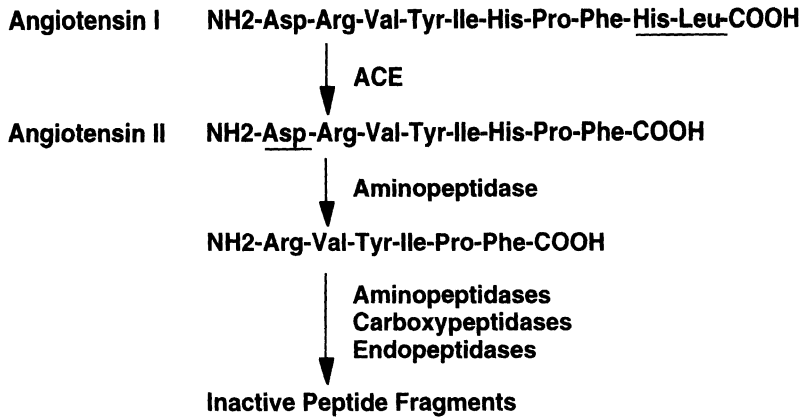 Angiotensin I NH2-Asp-Arg-Val-Tyr-Ile-His-Pro-Phe-His-Leu-COOH
ACE
Angiotensin II NH2-Asp-Arg-Val-Tyr-Ile-His-Pro-Phe-COOH
Aminopeptidase
NH2-Arg-Val-Tyr-Ile-Pro-Phe-COOH
Aminopeptidases
Carboxypeptidases
Endopeptidases
Inactive Peptide Fragments